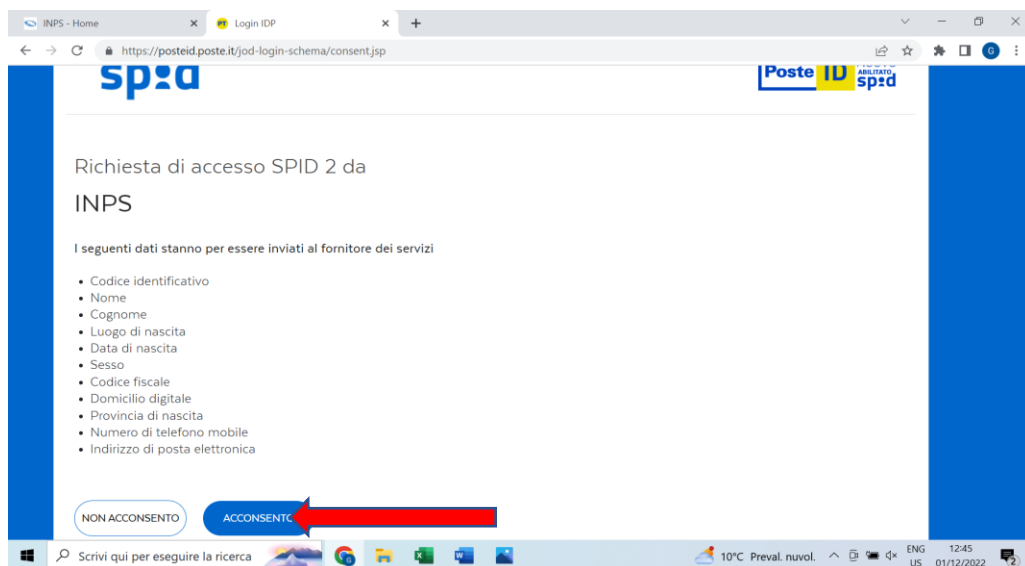 INPS - Home
Login IDP
https://posteid.poste.it/jod-login-schema/consent.jsp
G
spid
Poste ID
ABILITATO
spid
Richiesta di accesso SPID 2 da
INPS
I seguenti dati stanno per essere inviati al fornitore dei servizi
• Codice identificativo
• Nome
• Cognome
• Luogo di nascita
• Data di nascita
• Sesso
• Codice fiscale
• Domicilio digitale
• Provincia di nascita
• Numero di telefono mobile
• Indirizzo di posta elettronica
NON ACCONSENTO
ACCONSENTO
Scrivi qui per eseguire la ricerca
10°C Preval. nuvol.
ENG
US
12:45
01/12/2022
2